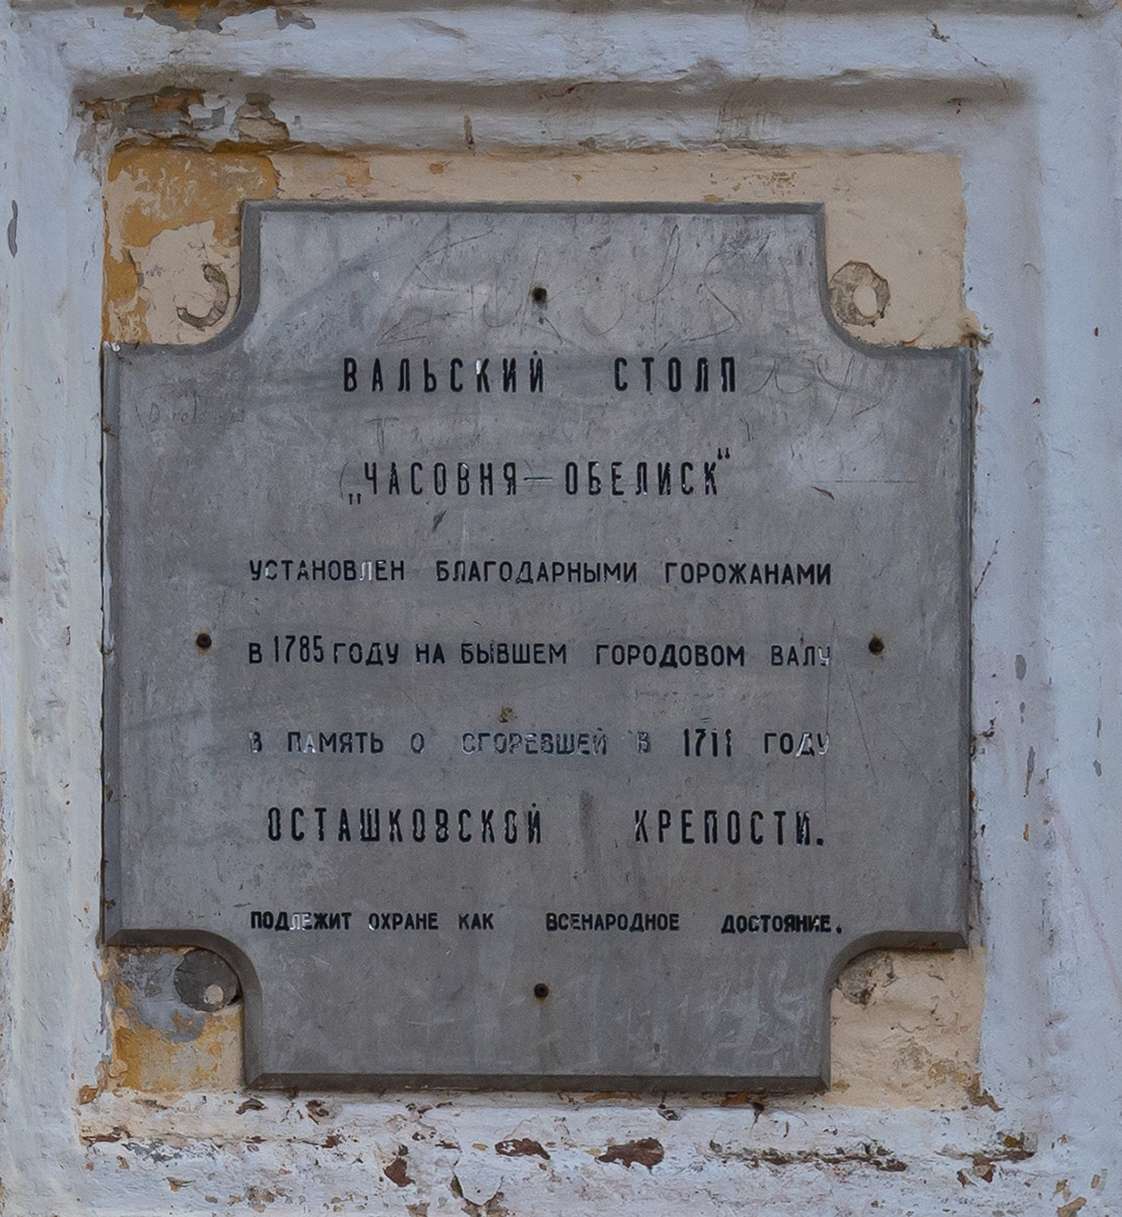 ВАЛЬСКИЙ СТОЛП
„ЧАСОВНЯ—ОБЕЛИСК“
УСТАНОВЛЕН БЛАГОДАРНЫМИ ГОРОЖАНАМИ
В 1785 ГОДУ НА БЫВШЕМ ГОРОДОВОМ ВАЛУ
В ПАМЯТЬ О СГОРЕВШЕЙ В 1711 ГОДУ
ОСТАШКОВСКОЙ КРЕПОСТИ.
ПОДЛЕЖИТ ОХРАНЕ КАК ВСЕНАРОДНОЕ ДОСТОЯНИЕ.